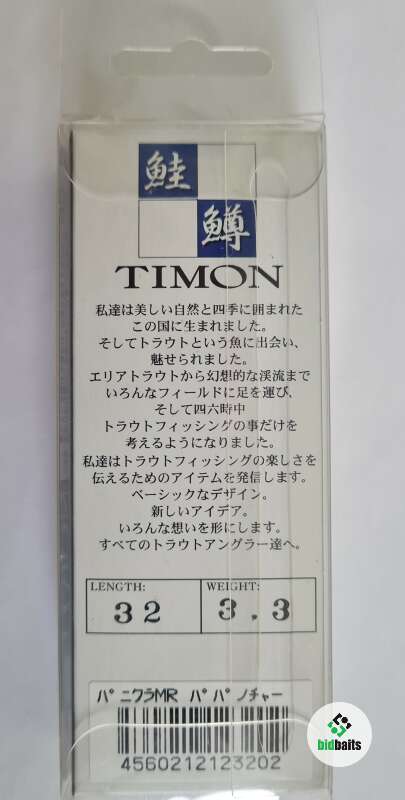 鮭
鱒
TIMON
私達は美しい自然と四季に囲まれた
この国に生まれました。
そしてトラウトという魚に出会い、
魅せられました。
エリアトラウトから幻想的な渓流まで
いろんなフィールドに足を運び、
そして四六時中
トラウトフィッシングの事だけを
考えるようになりました。
私達はトラウトフィッシングの楽しさを
伝えるためのアイテムを発信します。
ベーシックなデザイン。
新しいアイデア。
いろんな想いを形にします。
すべてのトラウトアングラー達へ。
LENGTH: WEIGHT:
32 3.3
パニクラMR パパノチャー
4560212123202
bidbaits